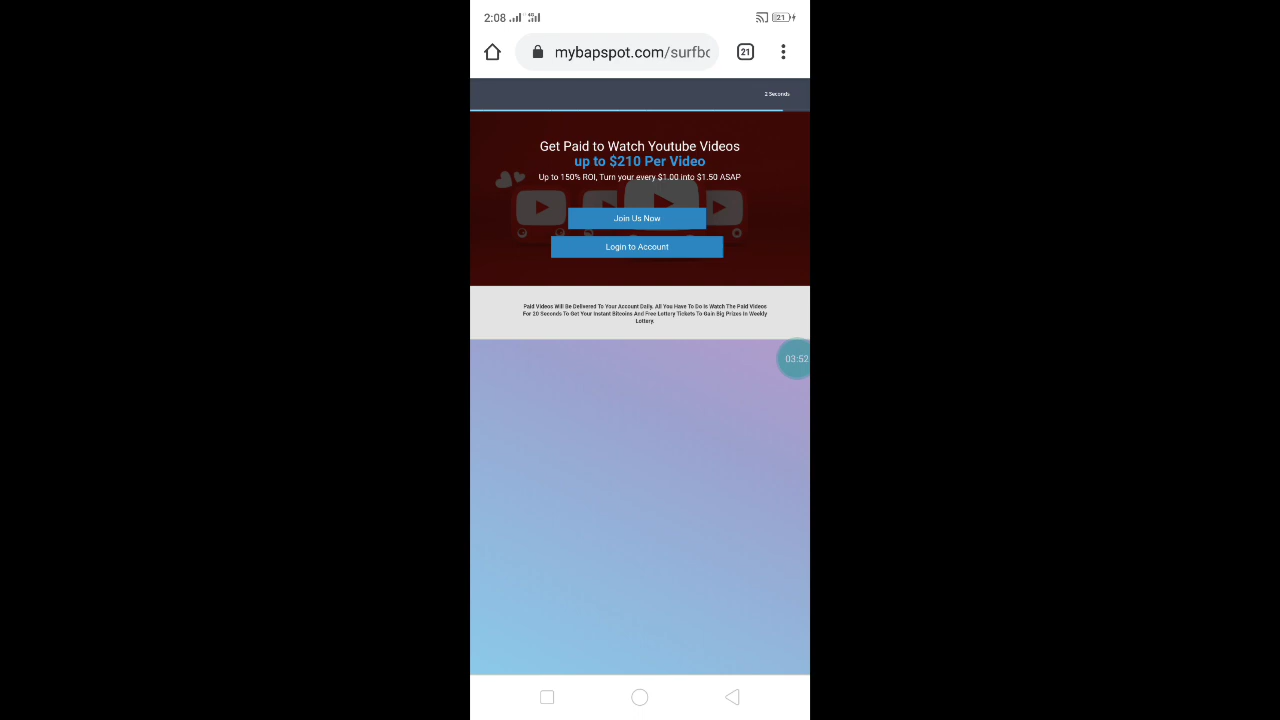 2:08
4G
21
mybapspot.com/surfbc
21
2 Seconds
Get Paid to Watch Youtube Videos
up to $210 Per Video
Up to 150% ROI, Turn your every $1.00 into $1.50 ASAP
Join Us Now
Login to Account
Paid Videos Will Be Delivered To Your Account Daily. All You Have To Do Is Watch The Paid Videos
For 20 Seconds To Get Your Instant Bitcoins And Free Lottery Tickets To Gain Big Prizes In Weekly
Lottery.
03:52